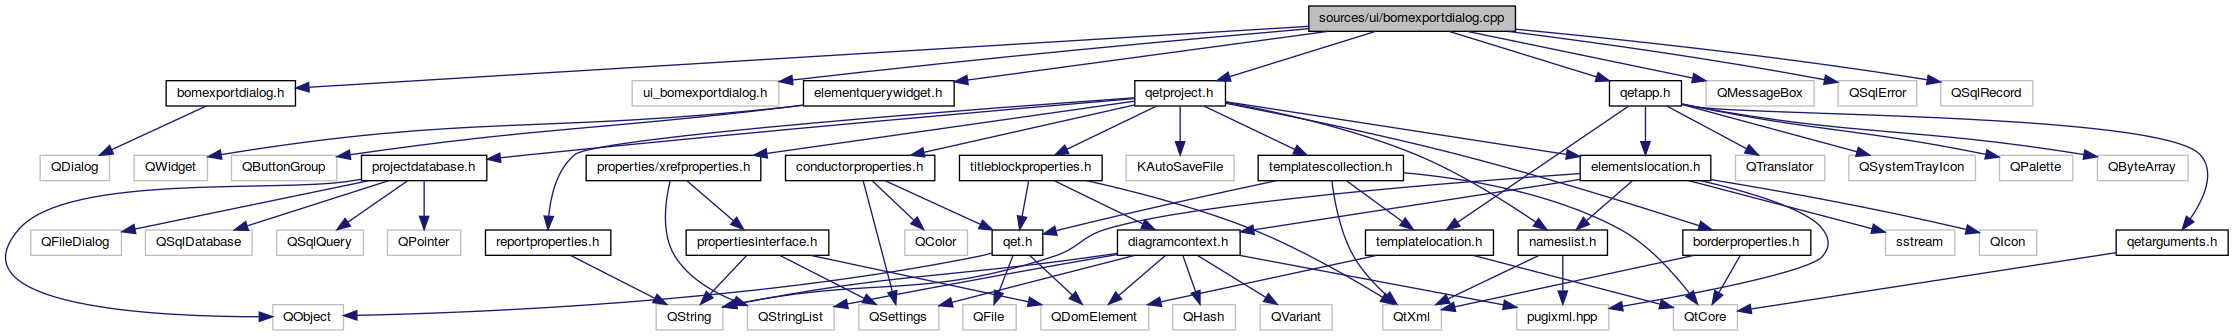 sources/ui/bomexportdialog.cpp
bomexportdialog.h
ui_bomexportdialog.h
elementquerywidget.h
qetproject.h
qetapp.h
QMessageBox
QSqlError
QSqlRecord
QDialog
QWidget
QButtonGroup
projectdatabase.h
properties/xrefproperties.h
conductorproperties.h
titleblockproperties.h
KAutoSaveFile
templatescollection.h
elementslocation.h
QTranslator
QSystemTrayIcon
QPalette
QByteArray
QFileDialog
QSqlDatabase
QSqlQuery
QPointer
reportproperties.h
propertiesinterface.h
QColor
qet.h
diagramcontext.h
templatelocation.h
nameslist.h
borderproperties.h
sstream
QIcon
qetarguments.h
QObject
QString
QStringList
QSettings
QFile
QDomElement
QHash
QVariant
QtXml
pugixml.hpp
QtCore